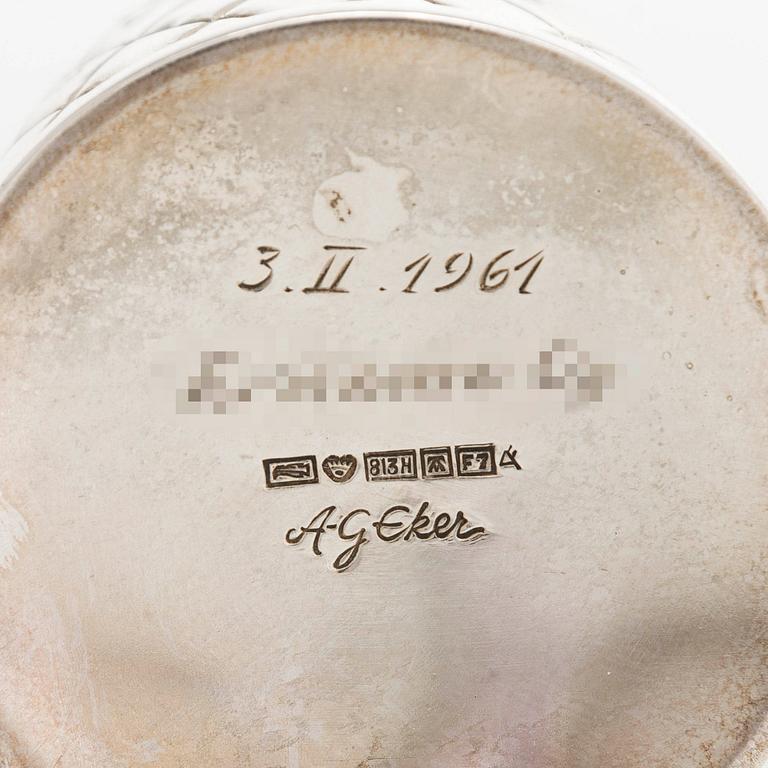 3.II.1961
813H F7
A-G Eker